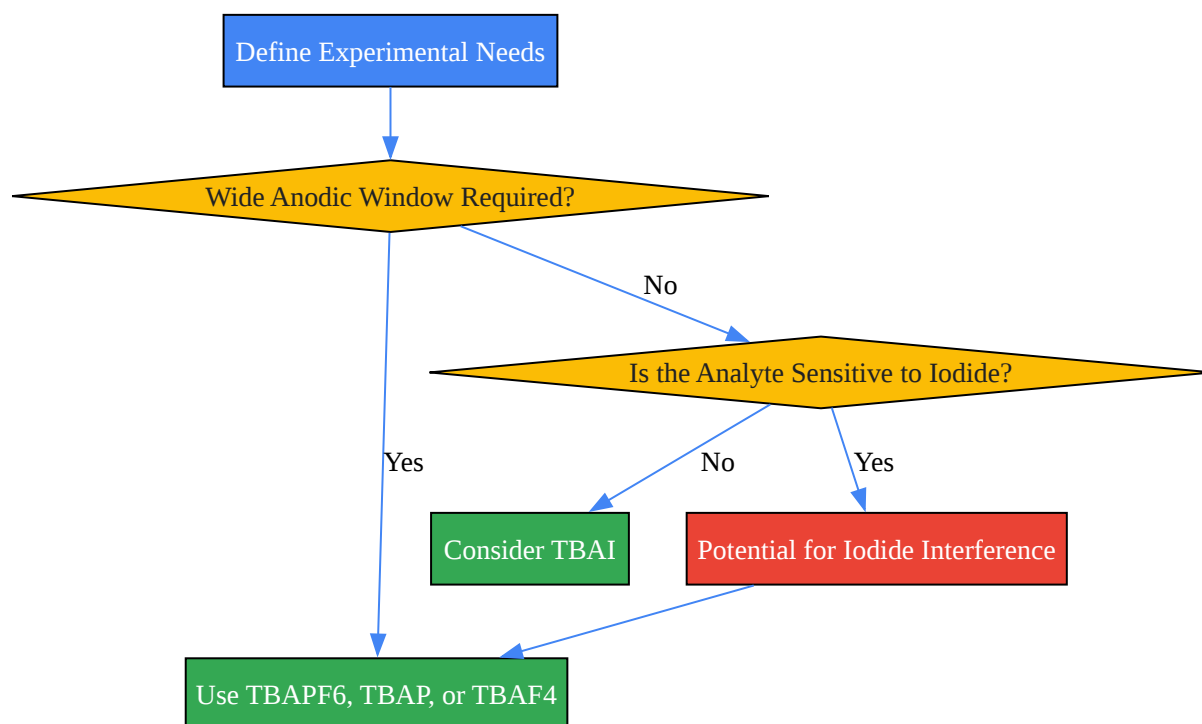 Define Experimental Needs
Wide Anodic Window Required?
No
Is the Analyte Sensitive to Iodide?
Yes
No
Yes
Consider TBAI
Potential for Iodide Interference
Use TBAPF6, TBAP, or TBAF4